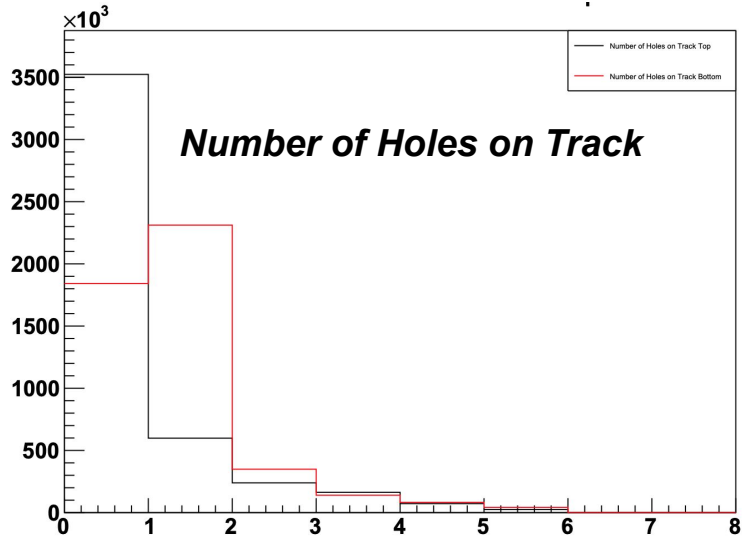 ×10³
Number of Holes on Track Top
Number of Holes on Track Bottom
Number of Holes on Track
3500
3000
2500
2000
1500
1000
500
0
0 1 2 3 4 5 6 7 8